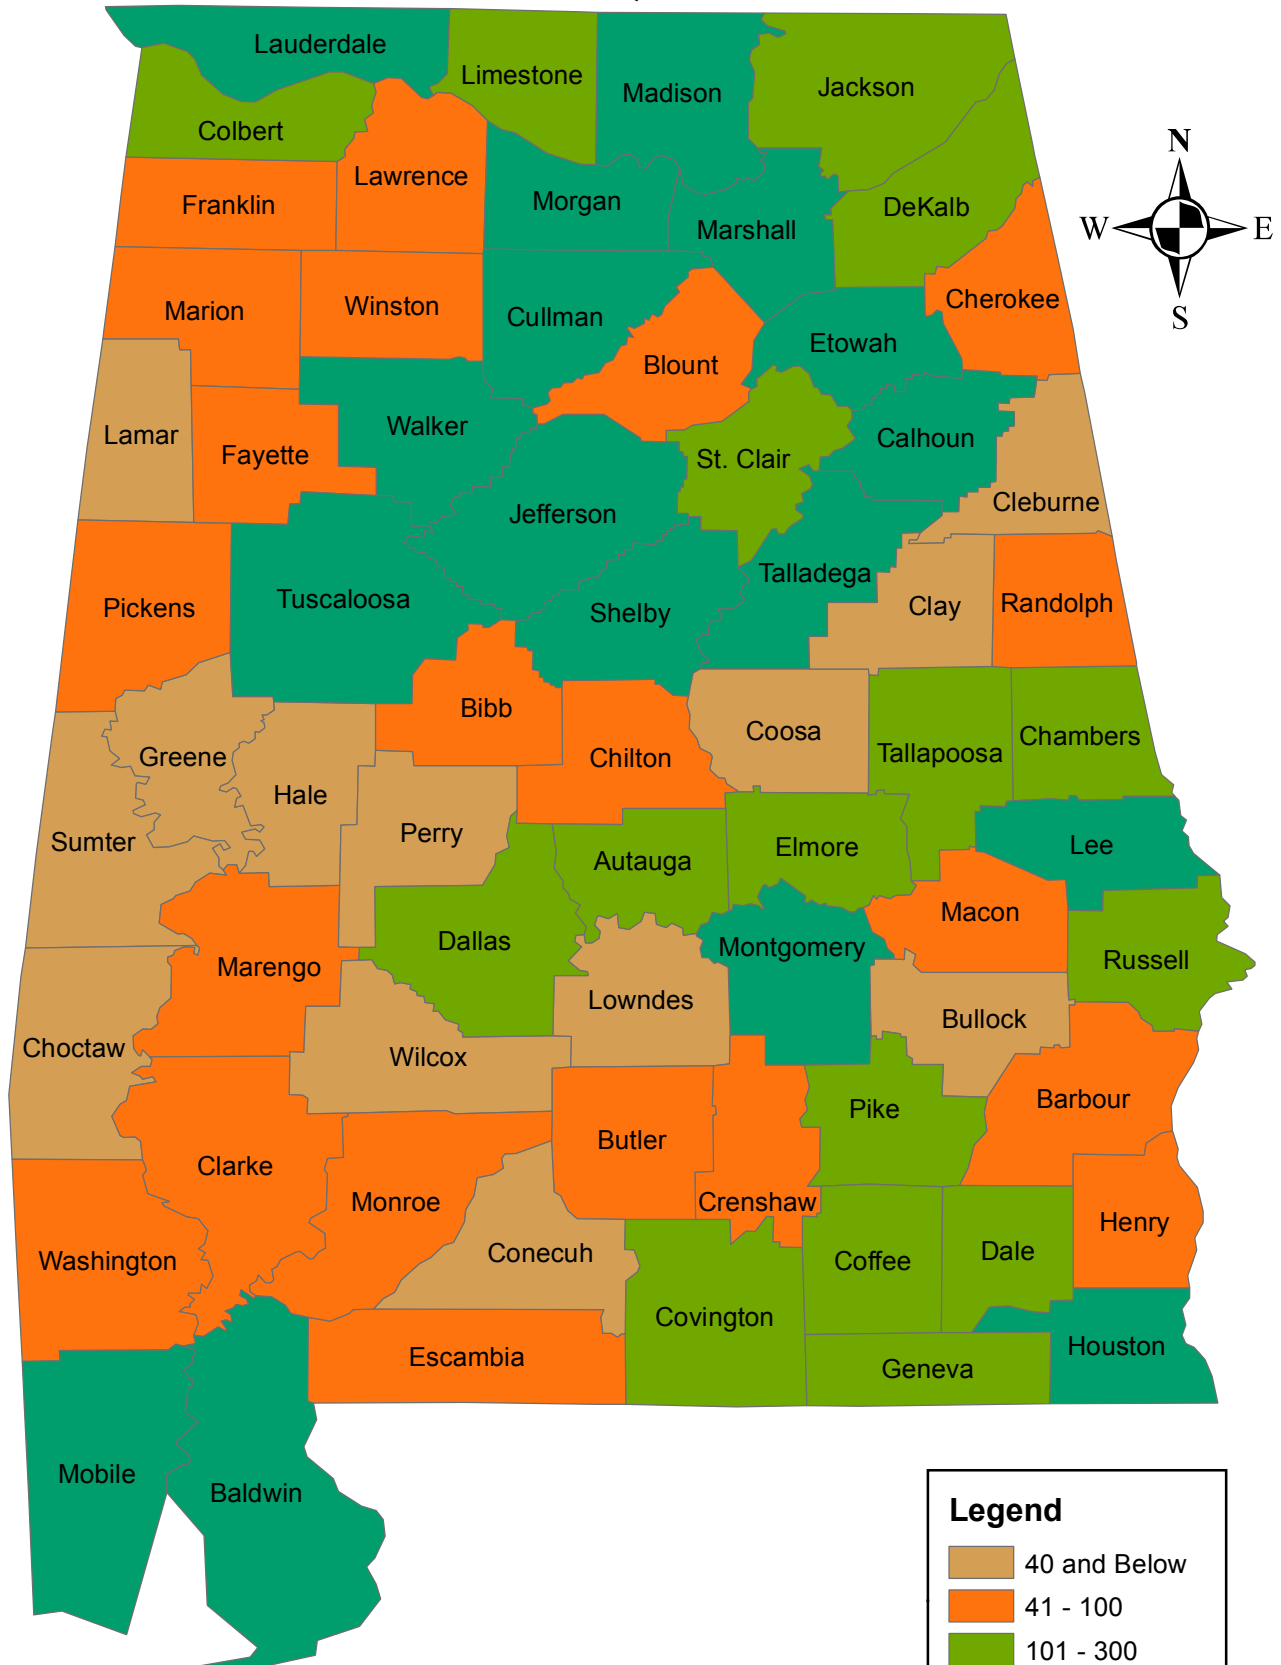 Lauderdale
Limestone
Madison
Jackson
Colbert
Lawrence
Franklin
Morgan
Marshall
DeKalb
N
W
E
S
Marion
Winston
Cullman
Blount
Etowah
Cherokee
Lamar
Fayette
Walker
Jefferson
St. Clair
Calhoun
Cleburne
Pickens
Tuscaloosa
Shelby
Talladega
Clay
Randolph
Greene
Hale
Bibb
Chilton
Coosa
Tallapoosa
Chambers
Sumter
Perry
Autauga
Elmore
Lee
Marengo
Dallas
Lowndes
Montgomery
Macon
Russell
Choctaw
Wilcox
Bullock
Clarke
Monroe
Butler
Crenshaw
Pike
Barbour
Washington
Conecuh
Covington
Coffee
Dale
Henry
Escambia
Geneva
Houston
Mobile
Baldwin
Legend
40 and Below
41 - 100
101 - 300